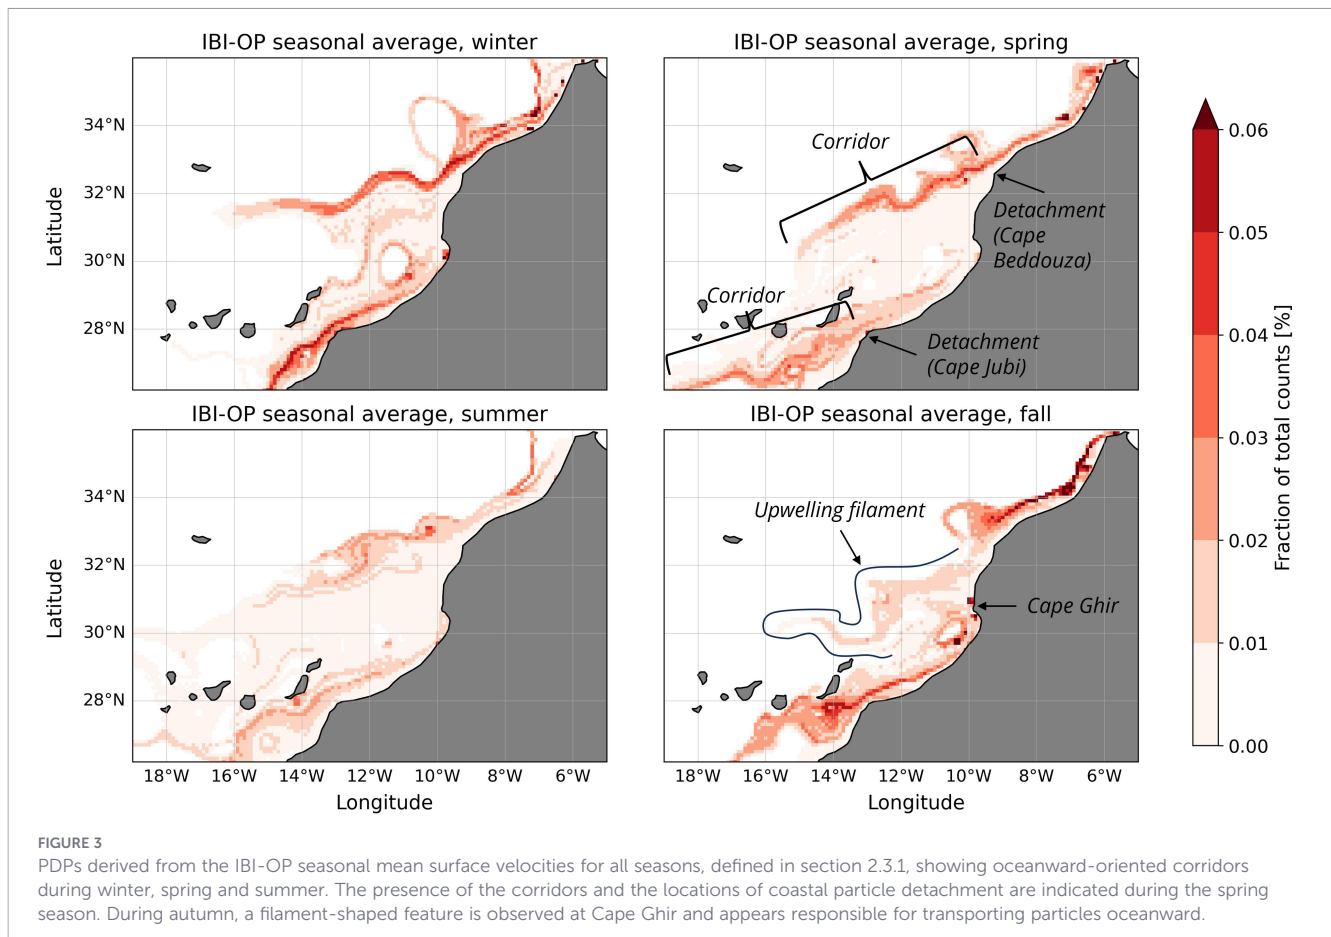 IBI-OP seasonal average, winter
IBI-OP seasonal average, spring
Latitude
34°N
32°N
30°N
28°N
Corridor
Detachment
(Cape
Beddouza)
Corridor
Detachment
(Cape Jubi)
IBI-OP seasonal average, summer
IBI-OP seasonal average, fall
Latitude
34°N
32°N
30°N
28°N
18°W 16°W 14°W 12°W 10°W 8°W 6°W
Longitude
Upwelling filament
Cape Ghir
18°W 16°W 14°W 12°W 10°W 8°W 6°W
Longitude
0.06
0.05
0.04
0.03
0.02
0.01
0.00
Fraction of total counts [%]
FIGURE 3
PDPs derived from the IBI-OP seasonal mean surface velocities for all seasons, defined in section 2.3.1, showing oceanward-oriented corridors
during winter, spring and summer. The presence of the corridors and the locations of coastal particle detachment are indicated during the spring
season. During autumn, a filament-shaped feature is observed at Cape Ghir and appears responsible for transporting particles oceanward.